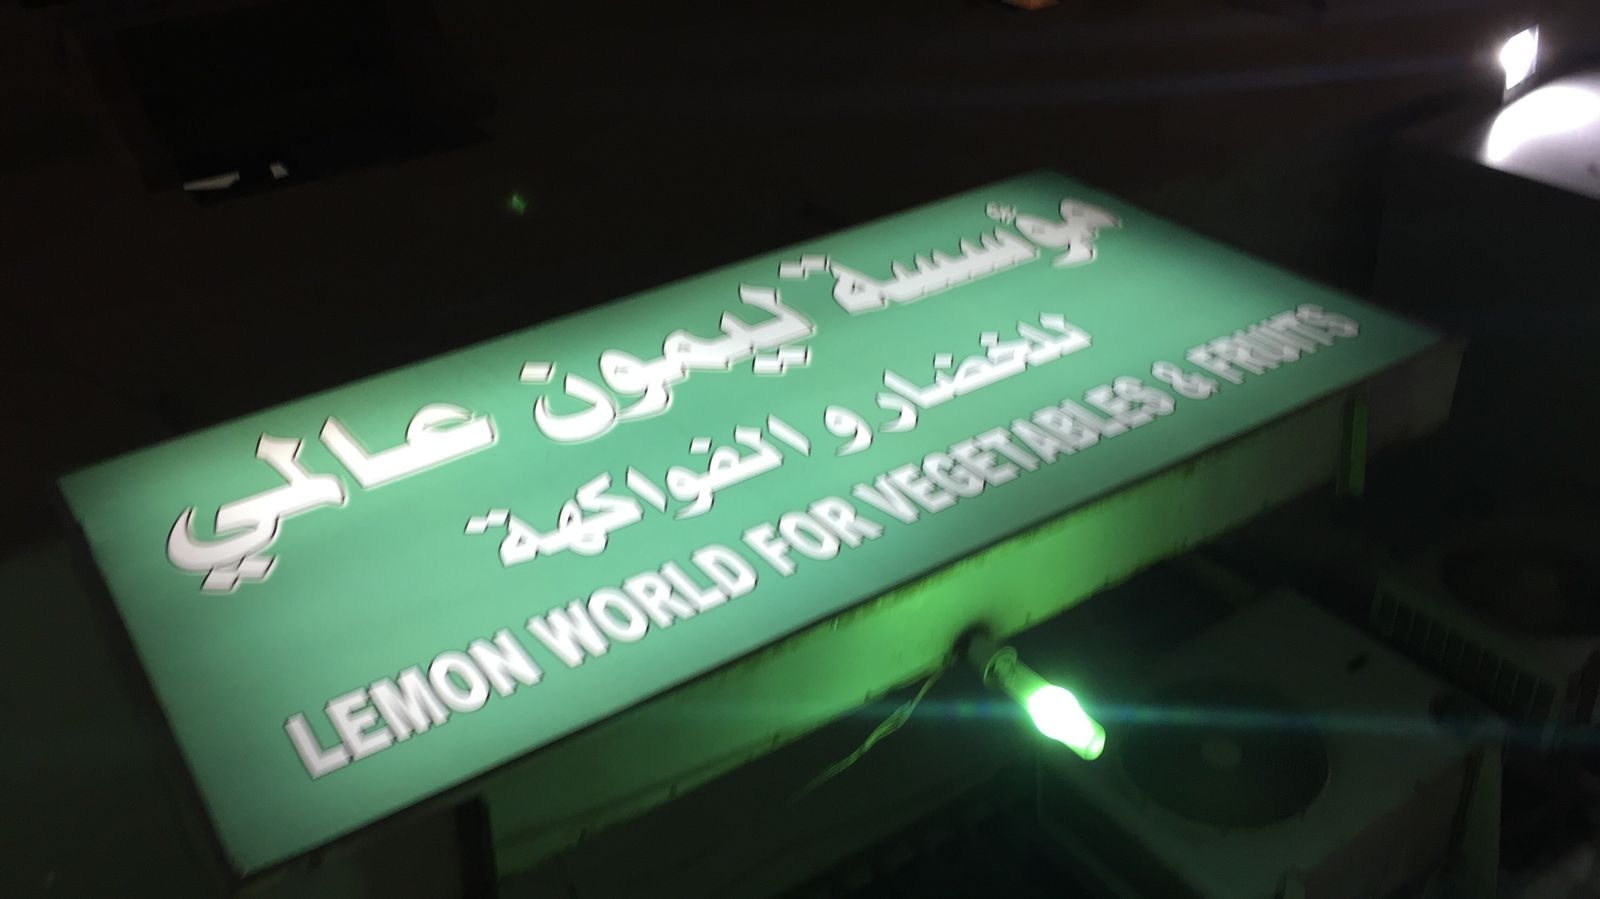 مؤسسة ليمون عالمي
للخضار و الفواكهة
LEMON WORLD FOR VEGETABLES & FRUITS